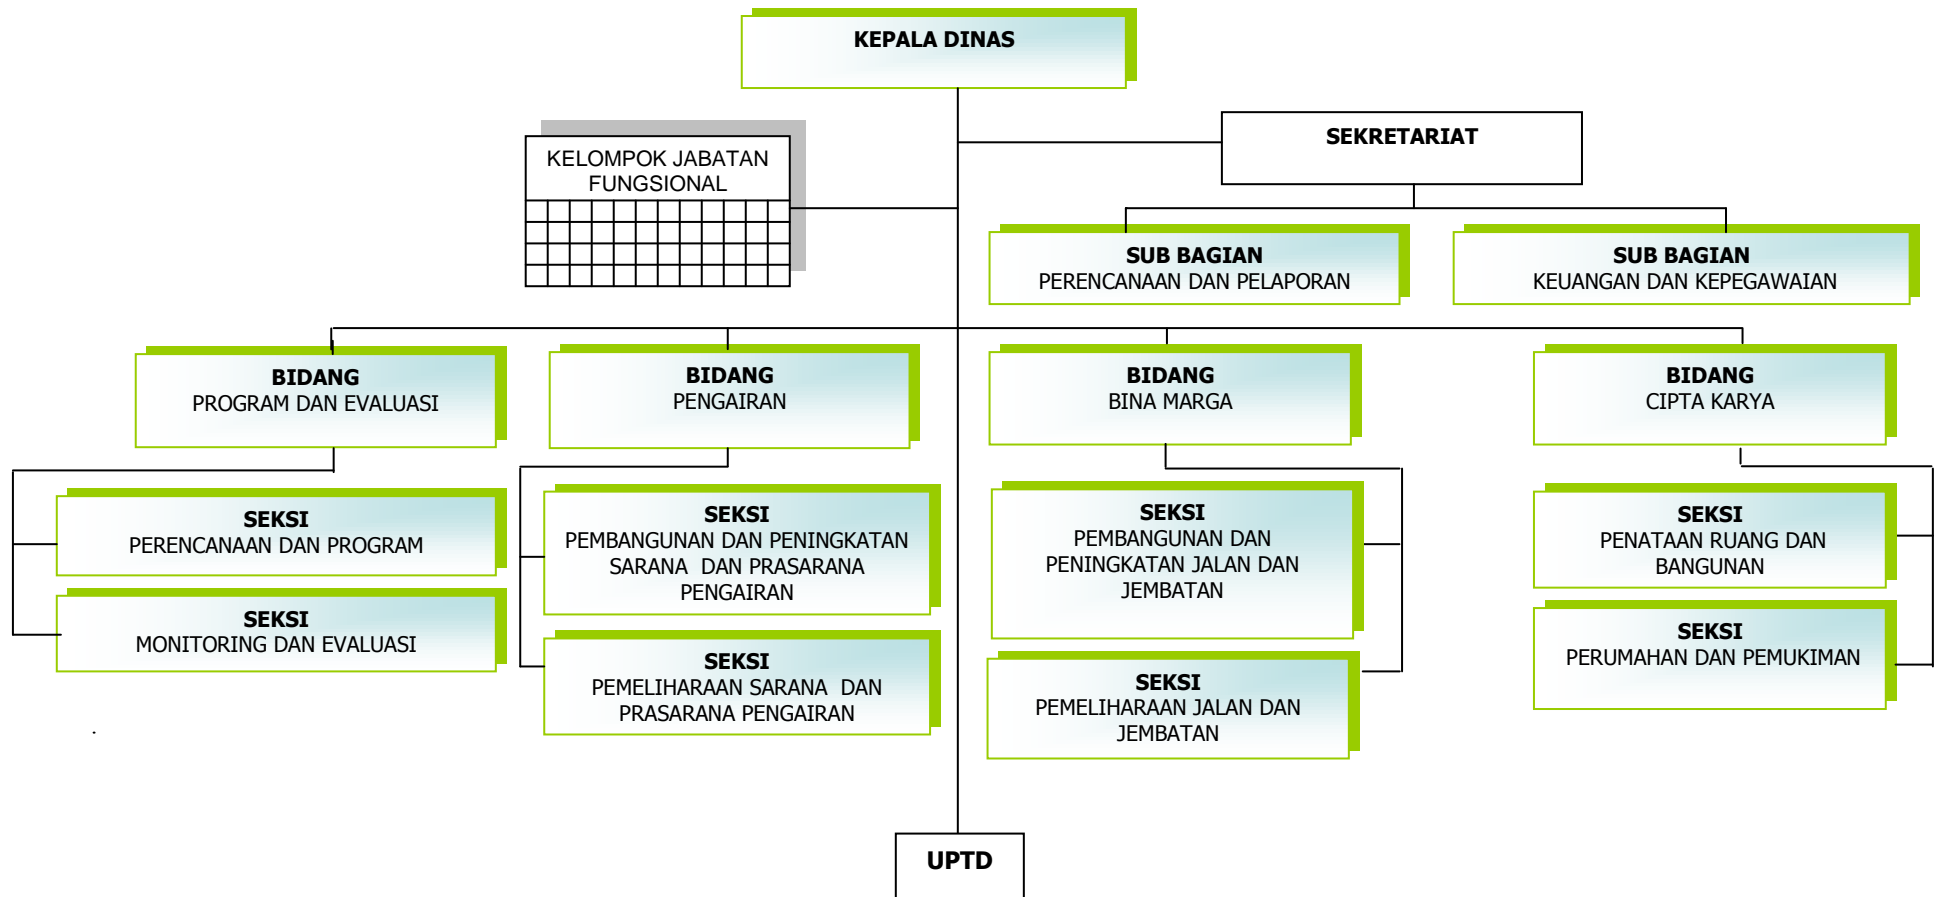 KEPALA DINAS
SEKRETARIAT
KELOMPOK JABATAN
FUNGSIONAL
SUB BAGIAN
PERENCANAAN DAN PELAPORAN
SUB BAGIAN
KEUANGAN DAN KEPEGAWAIAN
BIDANG
PROGRAM DAN EVALUASI
BIDANG
PENGAIRAN
BIDANG
BINA MARGA
BIDANG
CIPTA KARYA
SEKSI
PERENCANAAN DAN PROGRAM
SEKSI
MONITORING DAN EVALUASI
SEKSI
PEMBANGUNAN DAN PENINGKATAN
SARANA  DAN PRASARANA
PENGAIRAN
SEKSI
PEMELIHARAAN SARANA  DAN
PRASARANA PENGAIRAN
SEKSI
PEMBANGUNAN DAN
PENINGKATAN JALAN DAN
JEMBATAN
SEKSI
PEMELIHARAAN JALAN DAN
JEMBATAN
SEKSI
PENATAAN RUANG DAN
BANGUNAN
SEKSI
PERUMAHAN DAN PEMUKIMAN
.
UPTD